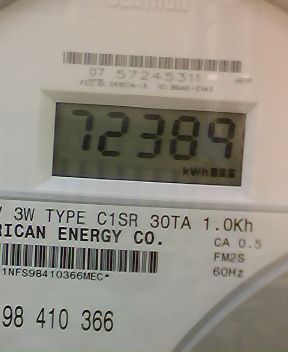 CENTRON
07 57245311
72389
kWh
V 3W TYPE C1SR 30TA 1.0Kh
RICAN ENERGY CO.
CA 0.5
FM2S
1NFS98410366MEC*
60Hz
98 410 366